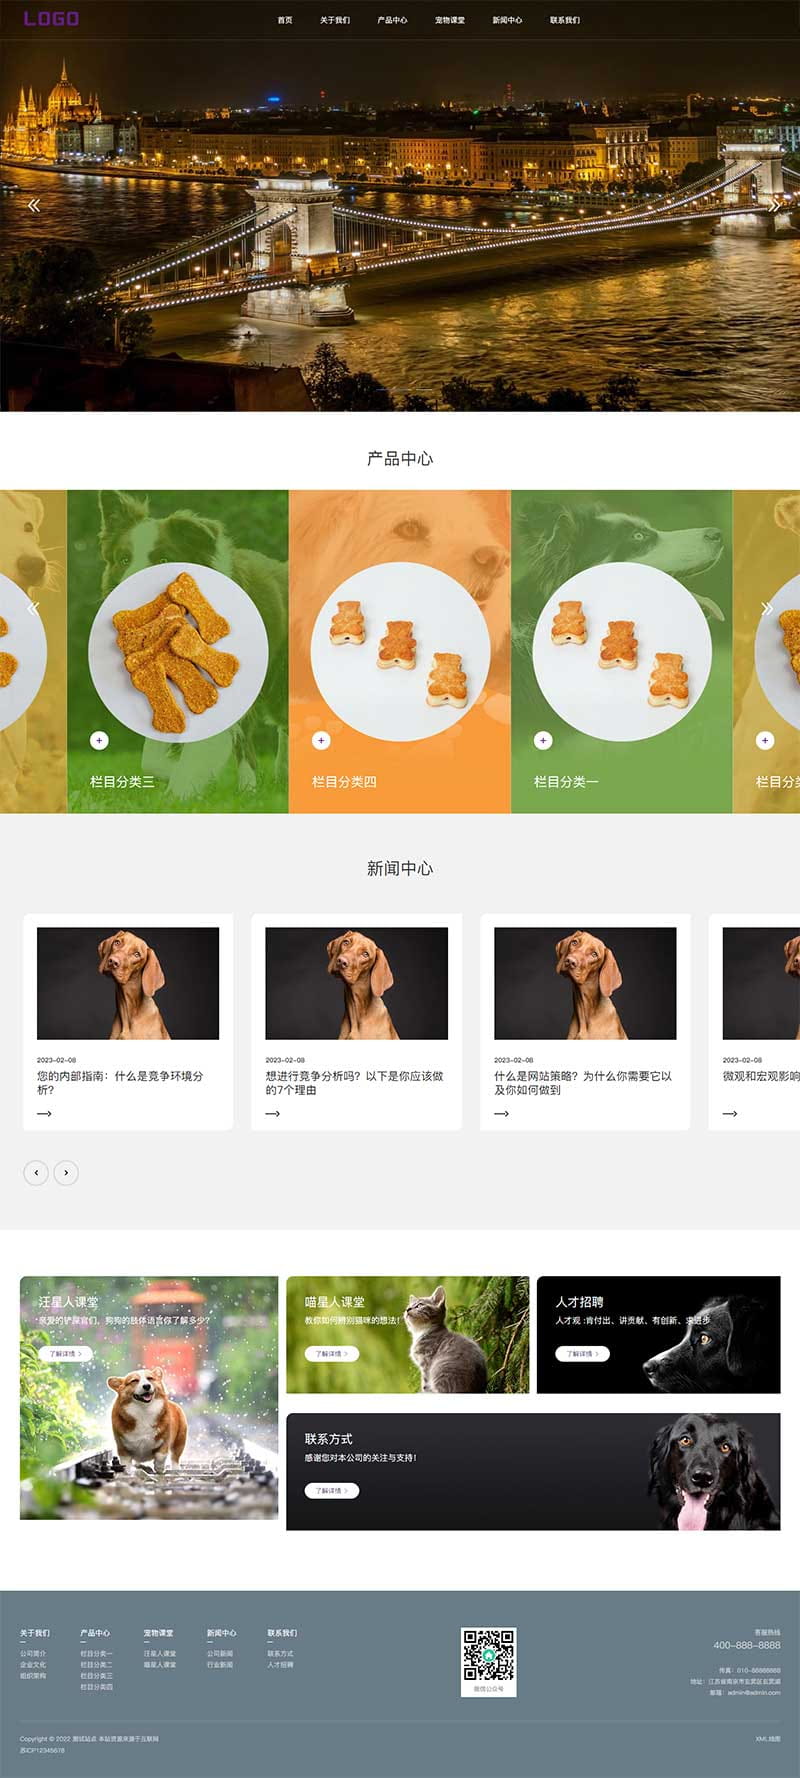 LOGO
首页 关于我们 产品中心 宠物课堂 新闻中心 联系我们
产品中心
栏目分类三
栏目分类四
栏目分类一
栏目分类
新闻中心
2023-02-08
您的内部指南：什么是竞争环境分
析？
2023-02-08
想进行竞争分析吗？以下是你应该做
的7个理由
2023-02-08
什么是网站策略？为什么你需要它以
及你如何做到
2023-02-08
微观和宏观影响
汪星人课堂
亲爱的铲屎官们，狗狗的肢体语言你了解多少？
了解详情 >
喵星人课堂
教你如何辨别猫咪的想法！
了解详情 >
人才招聘
人才观 :肯付出、讲贡献、有创新、求进步
了解详情 >
联系方式
感谢您对本公司的关注与支持！
了解详情 >
关于我们
公司简介
企业文化
组织架构
产品中心
栏目分类一
栏目分类二
栏目分类三
栏目分类四
宠物课堂
汪星人课堂
喵星人课堂
新闻中心
公司新闻
行业新闻
联系我们
联系方式
人才招聘
微信公众号
客服热线
400-888-8888
传真：010-88888888
地址：江苏省南京市玄武区玄武湖
邮箱：admin@admin.com
Copyright © 2022 测试站点 本站资源来源于互联网
苏ICP12345678
XML地图